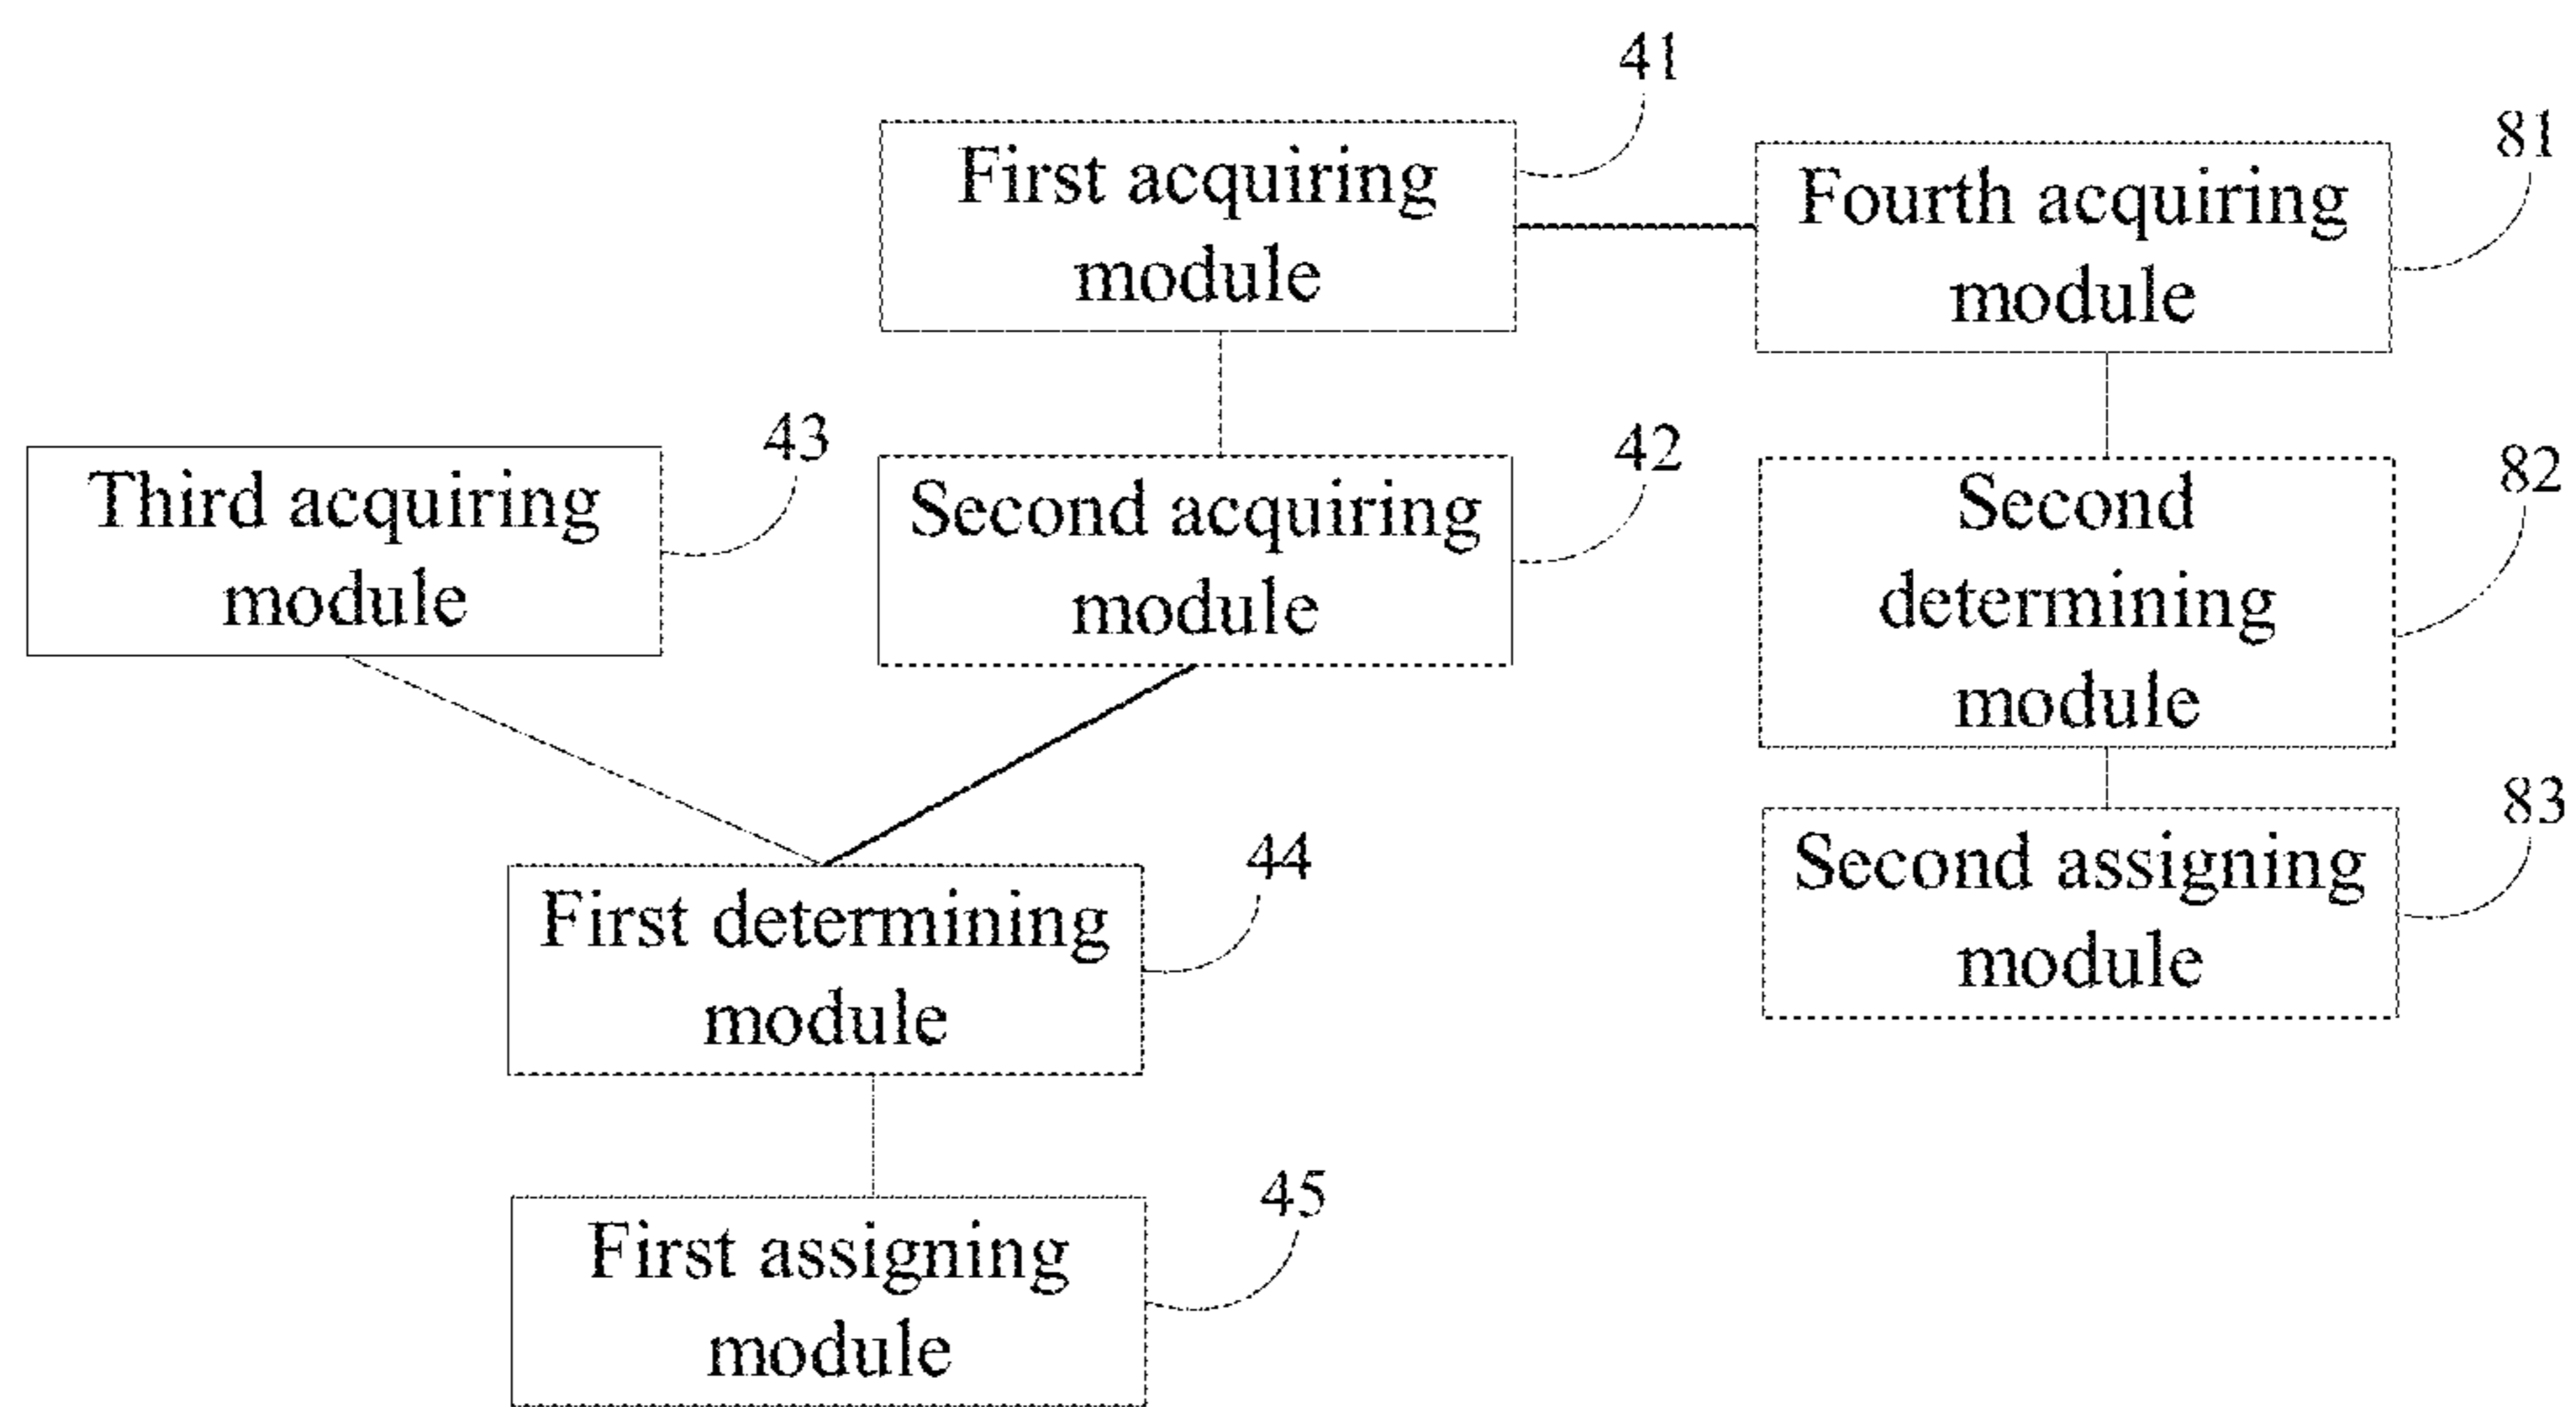 41
First acquiring
module
81
Fourth acquiring
module
43
Third acquiring
module
42
Second acquiring
module
82
Second
determining
module
44
First determining
module
83
Second assigning
module
45
First assigning
module